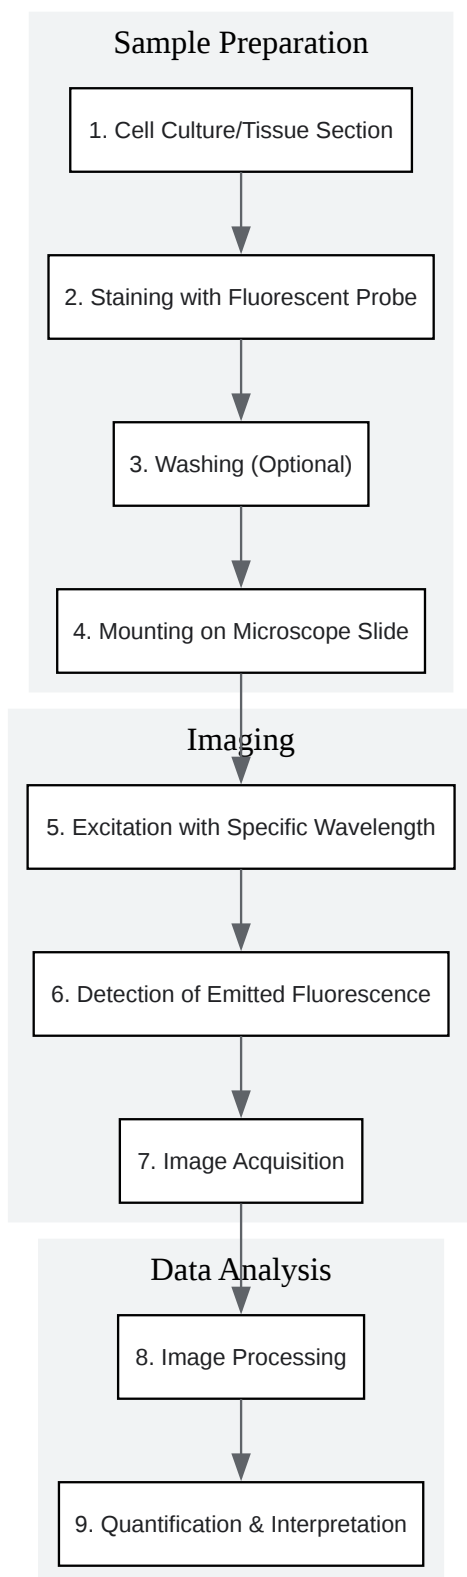 Sample Preparation
1. Cell Culture/Tissue Section
2. Staining with Fluorescent Probe
3. Washing (Optional)
4. Mounting on Microscope Slide
Imaging
5. Excitation with Specific Wavelength
6. Detection of Emitted Fluorescence
7. Image Acquisition
Data Analysis
8. Image Processing
9. Quantification & Interpretation